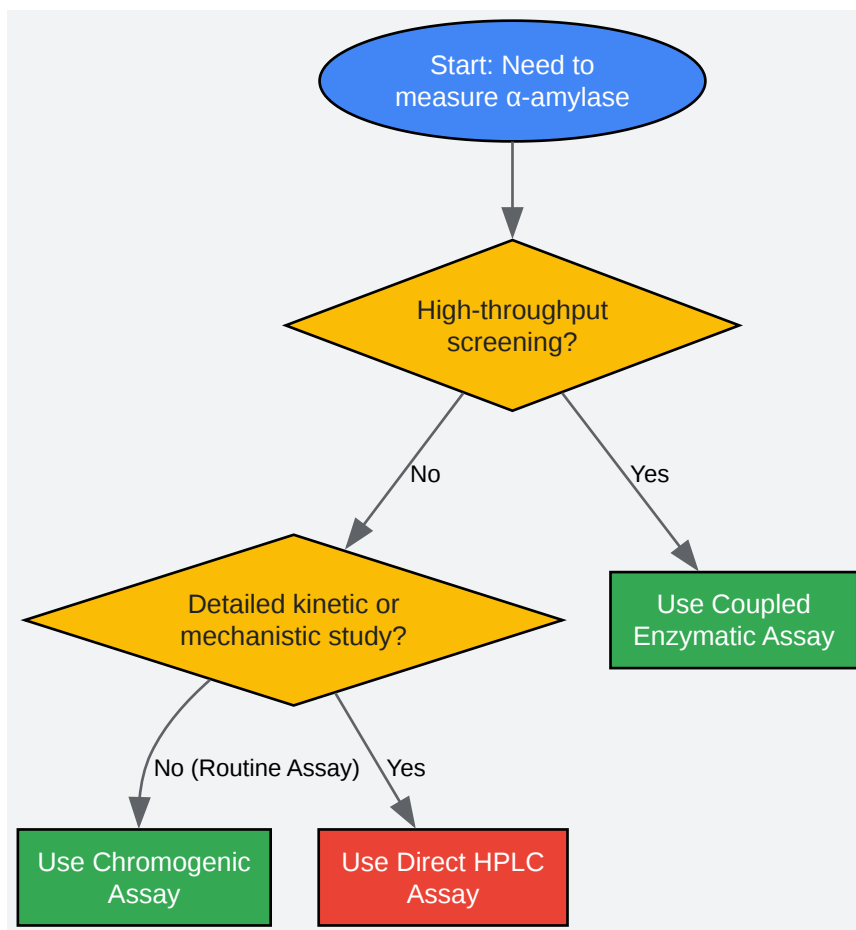 Start: Need to
measure α-amylase
High-throughput
screening?
No
Yes
Detailed kinetic or
mechanistic study?
Use Coupled
Enzymatic Assay
No (Routine Assay)
Yes
Use Chromogenic
Assay
Use Direct HPLC
Assay